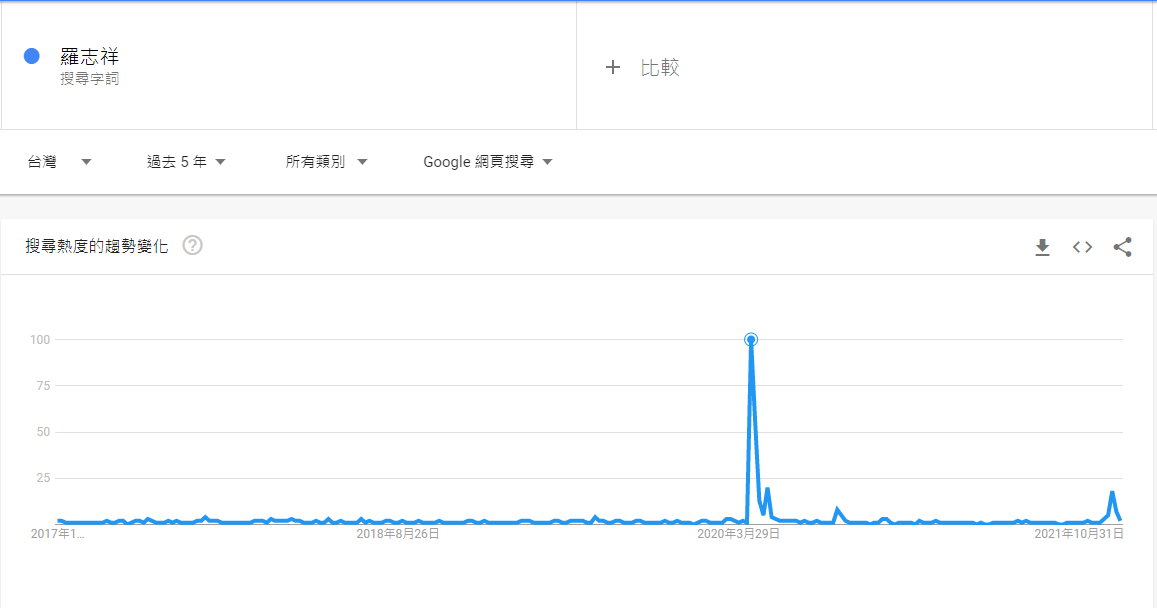 羅志祥
搜尋字詞
+ 比較
台灣 過去 5 年 所有類別 Google 網頁搜尋
搜尋熱度的趨勢變化 ?
100
75
50
25
2017年1… 2018年8月26日 2020年3月29日 2021年10月31日